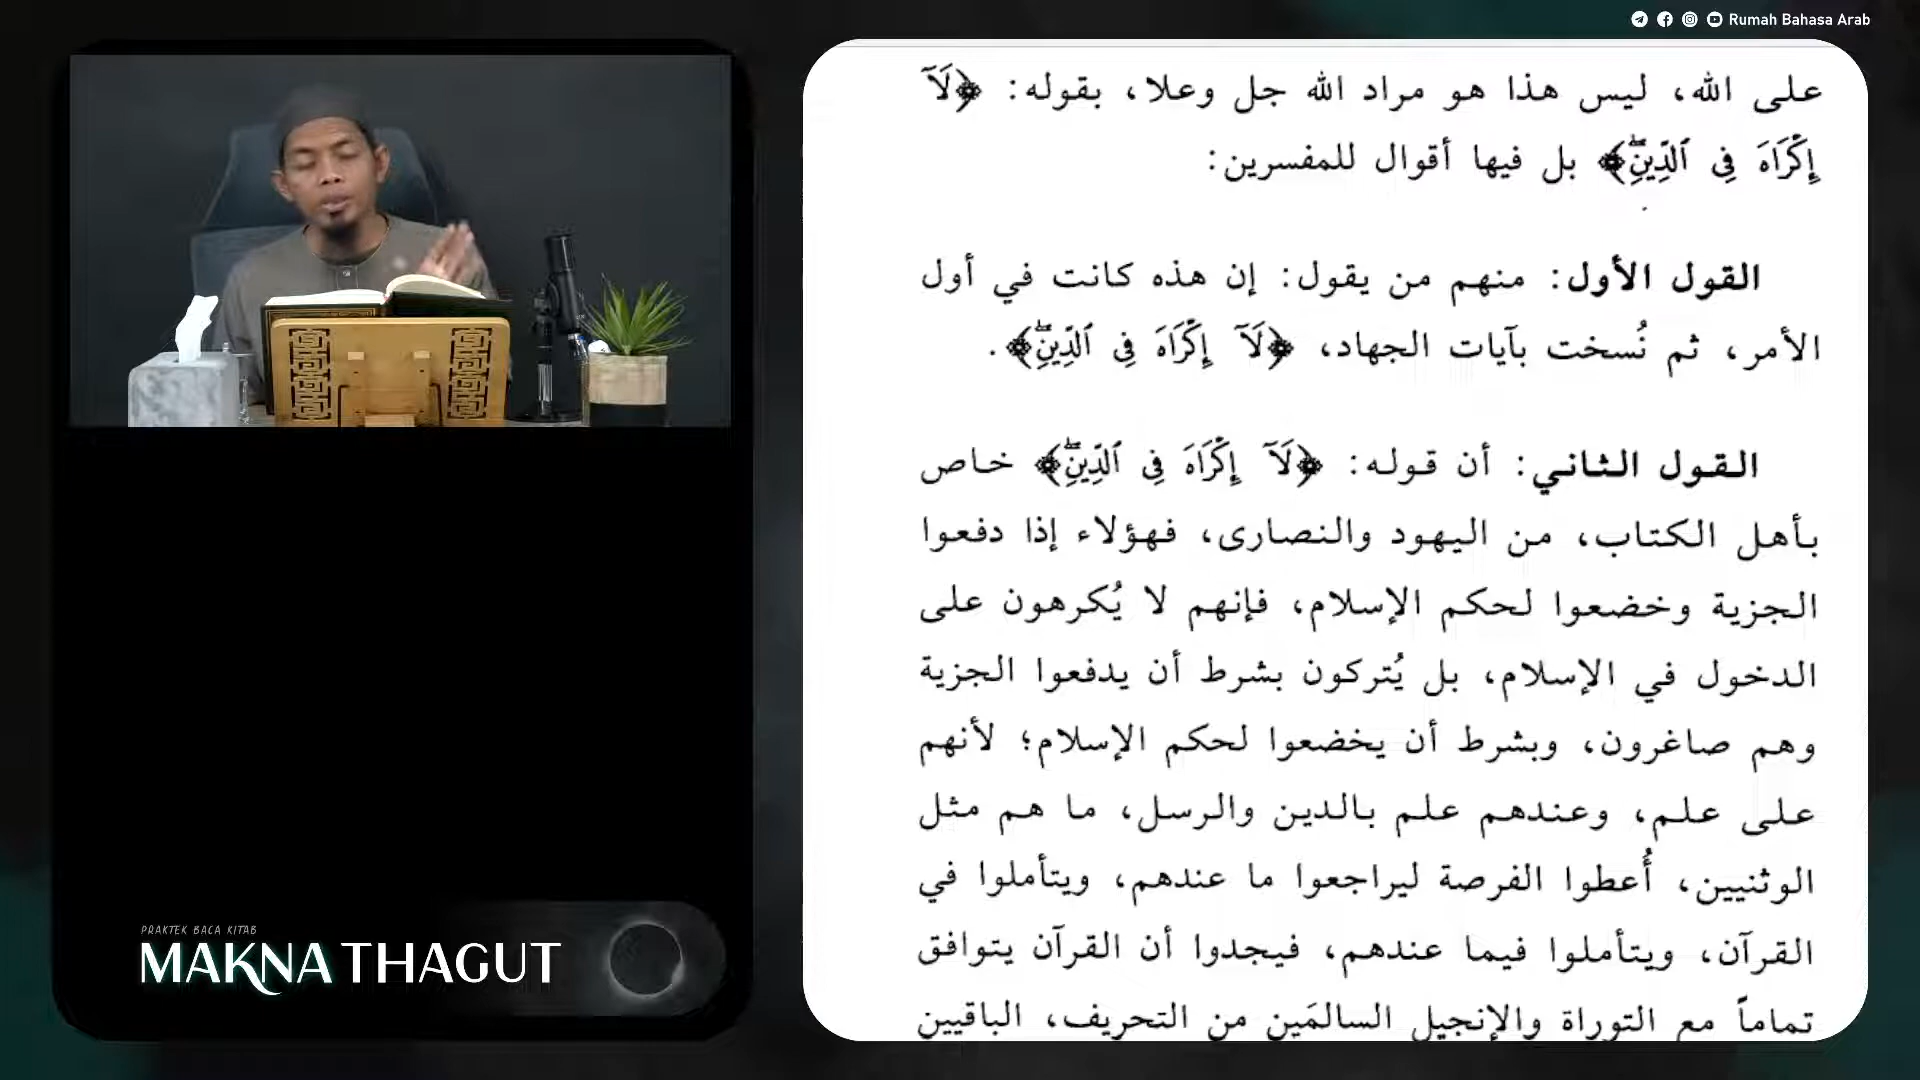 Rumah Bahasa Arab
على الله، ليس هذا هو مراد الله جل وعلا، بقوله: ﴿لَآ
إِكْرَاهَ فِى ٱلدِّينِۖ﴾ بل فيها أقوال للمفسرين:
القول الأول: منهم من يقول: إن هذه كانت في أول
الأمر، ثم نُسخت بآيات الجهاد، ﴿لَآ إِكْرَاهَ فِى ٱلدِّينِۖ﴾.
القول الثاني: أن قوله: ﴿لَآ إِكْرَاهَ فِى ٱلدِّينِۖ﴾ خاص
بأهل الكتاب، من اليهود والنصارى، فهؤلاء إذا دفعوا
الجزية وخضعوا لحكم الإسلام، فإنهم لا يُكرهون على
الدخول في الإسلام، بل يُتركون بشرط أن يدفعوا الجزية
وهم صاغرون، وبشرط أن يخضعوا لحكم الإسلام؛ لأنهم
على علم، وعندهم علم بالدين والرسل، ما هم مثل
الوثنيين، أُعطوا الفرصة ليراجعوا ما عندهم، ويتأملوا في
القرآن، ويتأملوا فيما عندهم، فيجدوا أن القرآن يتوافق
تماماً مع التوراة والإنجيل السالمَين من التحريف، الباقيين
PRAKTEK BACA KITAB
MAKNA THAGUT